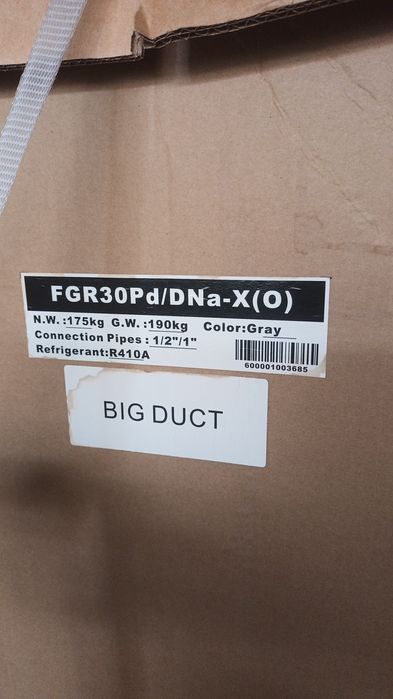 FGR30Pd/DNa-X(O)
N.W.:175kg G.W.:190kg Color:Gray
Connection Pipes: 1/2"/1"
Refrigerant:R410A
600001003685
BIG DUCT